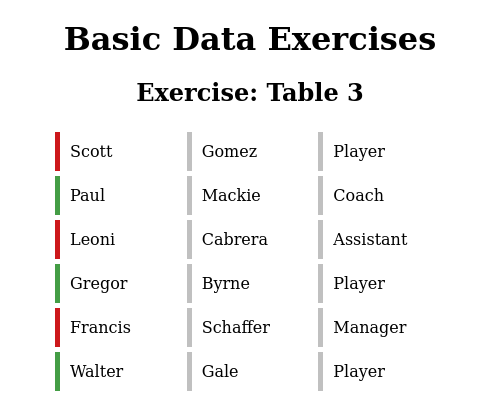 Basic Data Exercises
Exercise: Table 3
Scott Gomez Player
Paul Mackie Coach
Leoni Cabrera Assistant
Gregor Byrne Player
Francis Schaffer Manager
Walter Gale Player